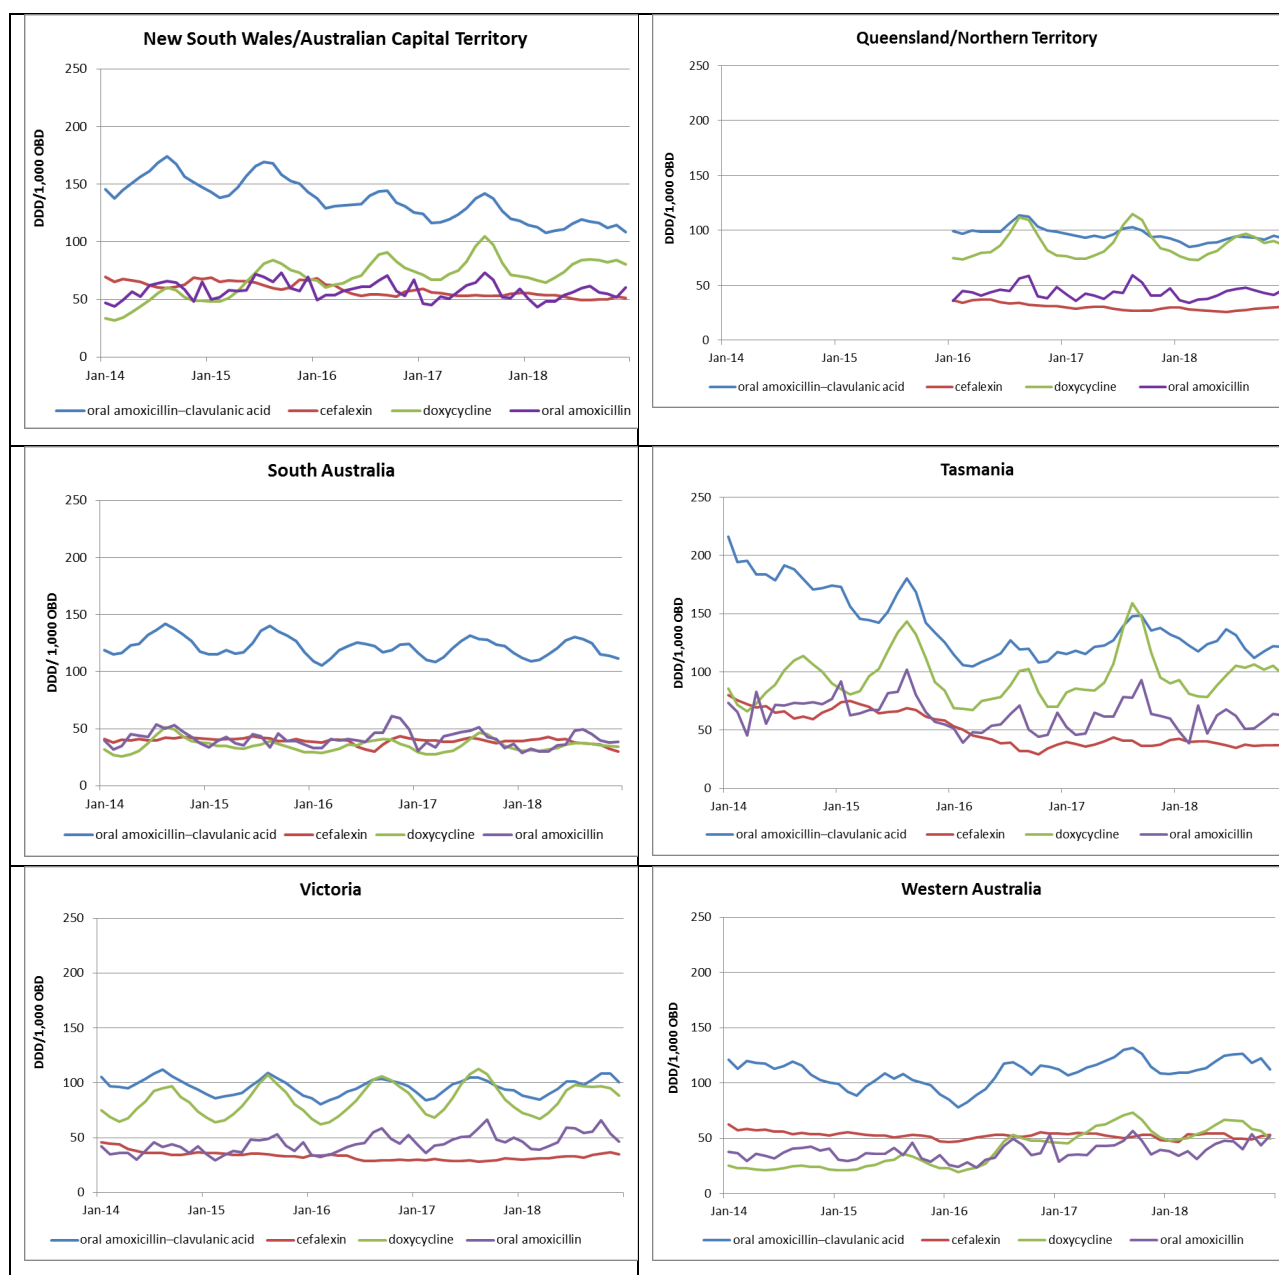 New South Wales/Australian Capital Territory
250
200
150
100
50
0
DDD/1,000 OBD
Jan-14 Jan-15 Jan-16 Jan-17 Jan-18
oral amoxicillin–clavulanic acid cefalexin doxycycline oral amoxicillin
Queensland/Northern Territory
250
200
150
100
50
0
DDD/1,000 OBD
Jan-14 Jan-15 Jan-16 Jan-17 Jan-18
oral amoxicillin–clavulanic acid cefalexin doxycycline oral amoxicillin
South Australia
250
200
150
100
50
0
DDD/ 1,000 OBD
Jan-14 Jan-15 Jan-16 Jan-17 Jan-18
oral amoxicillin–clavulanic acid cefalexin doxycycline oral amoxicillin
Tasmania
250
200
150
100
50
0
DDD/1,000 OBD
Jan-14 Jan-15 Jan-16 Jan-17 Jan-18
oral amoxicillin–clavulanic acid cefalexin doxycycline oral amoxicillin
Victoria
250
200
150
100
50
0
DDD/1,000 OBD
Jan-14 Jan-15 Jan-16 Jan-17 Jan-18
oral amoxicillin–clavulanic acid cefalexin doxycycline oral amoxicillin
Western Australia
250
200
150
100
50
0
DDD/1,000 OBD
Jan-14 Jan-15 Jan-16 Jan-17 Jan-18
oral amoxicillin–clavulanic acid cefalexin doxycycline oral amoxicillin